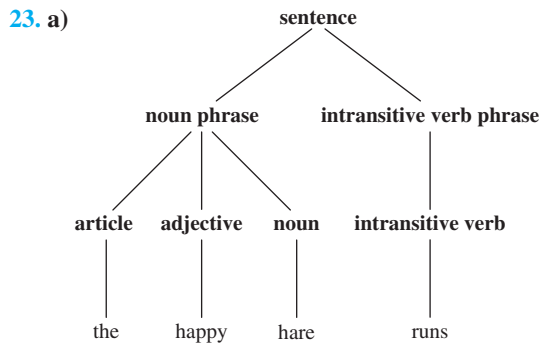 23. a)
sentence
noun phrase intransitive verb phrase
article adjective noun intransitive verb
the happy hare runs